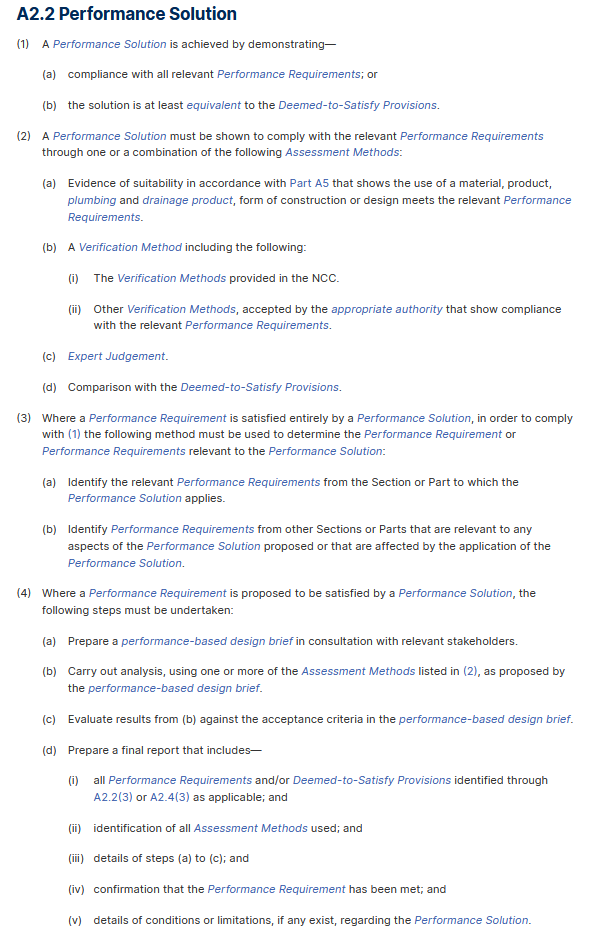 A2.2 Performance Solution
(1) A Performance Solution is achieved by demonstrating—
(a) compliance with all relevant Performance Requirements; or
(b) the solution is at least equivalent to the Deemed-to-Satisfy Provisions.
(2) A Performance Solution must be shown to comply with the relevant Performance Requirements
through one or a combination of the following Assessment Methods:
(a) Evidence of suitability in accordance with Part A5 that shows the use of a material, product,
plumbing and drainage product, form of construction or design meets the relevant Performance
Requirements.
(b) A Verification Method including the following:
(i) The Verification Methods provided in the NCC.
(ii) Other Verification Methods, accepted by the appropriate authority that show compliance
with the relevant Performance Requirements.
(c) Expert Judgement.
(d) Comparison with the Deemed-to-Satisfy Provisions.
(3) Where a Performance Requirement is satisfied entirely by a Performance Solution, in order to comply
with (1) the following method must be used to determine the Performance Requirement or
Performance Requirements relevant to the Performance Solution:
(a) Identify the relevant Performance Requirements from the Section or Part to which the
Performance Solution applies.
(b) Identify Performance Requirements from other Sections or Parts that are relevant to any
aspects of the Performance Solution proposed or that are affected by the application of the
Performance Solution.
(4) Where a Performance Requirement is proposed to be satisfied by a Performance Solution, the
following steps must be undertaken:
(a) Prepare a performance-based design brief in consultation with relevant stakeholders.
(b) Carry out analysis, using one or more of the Assessment Methods listed in (2), as proposed by
the performance-based design brief.
(c) Evaluate results from (b) against the acceptance criteria in the performance-based design brief.
(d) Prepare a final report that includes—
(i) all Performance Requirements and/or Deemed-to-Satisfy Provisions identified through
A2.2(3) or A2.4(3) as applicable; and
(ii) identification of all Assessment Methods used; and
(iii) details of steps (a) to (c); and
(iv) confirmation that the Performance Requirement has been met; and
(v) details of conditions or limitations, if any exist, regarding the Performance Solution.